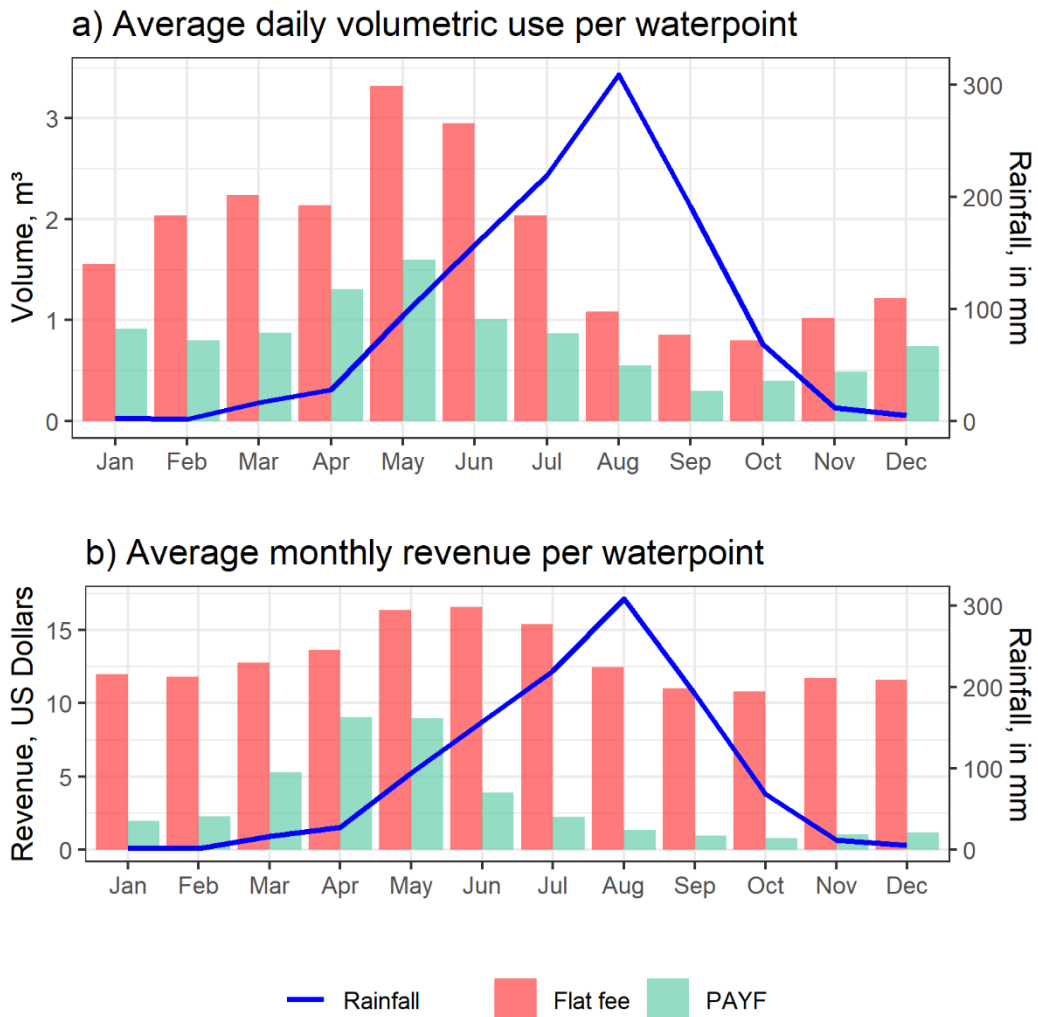 a) Average daily volumetric use per waterpoint
Volume, m³
3
2
1
0
300
200
100
0
Rainfall, in mm
Jan Feb Mar Apr May Jun Jul Aug Sep Oct Nov Dec
b) Average monthly revenue per waterpoint
Revenue, US Dollars
15
10
5
0
300
200
100
0
Rainfall, in mm
Jan Feb Mar Apr May Jun Jul Aug Sep Oct Nov Dec
Rainfall Flat fee PAYF